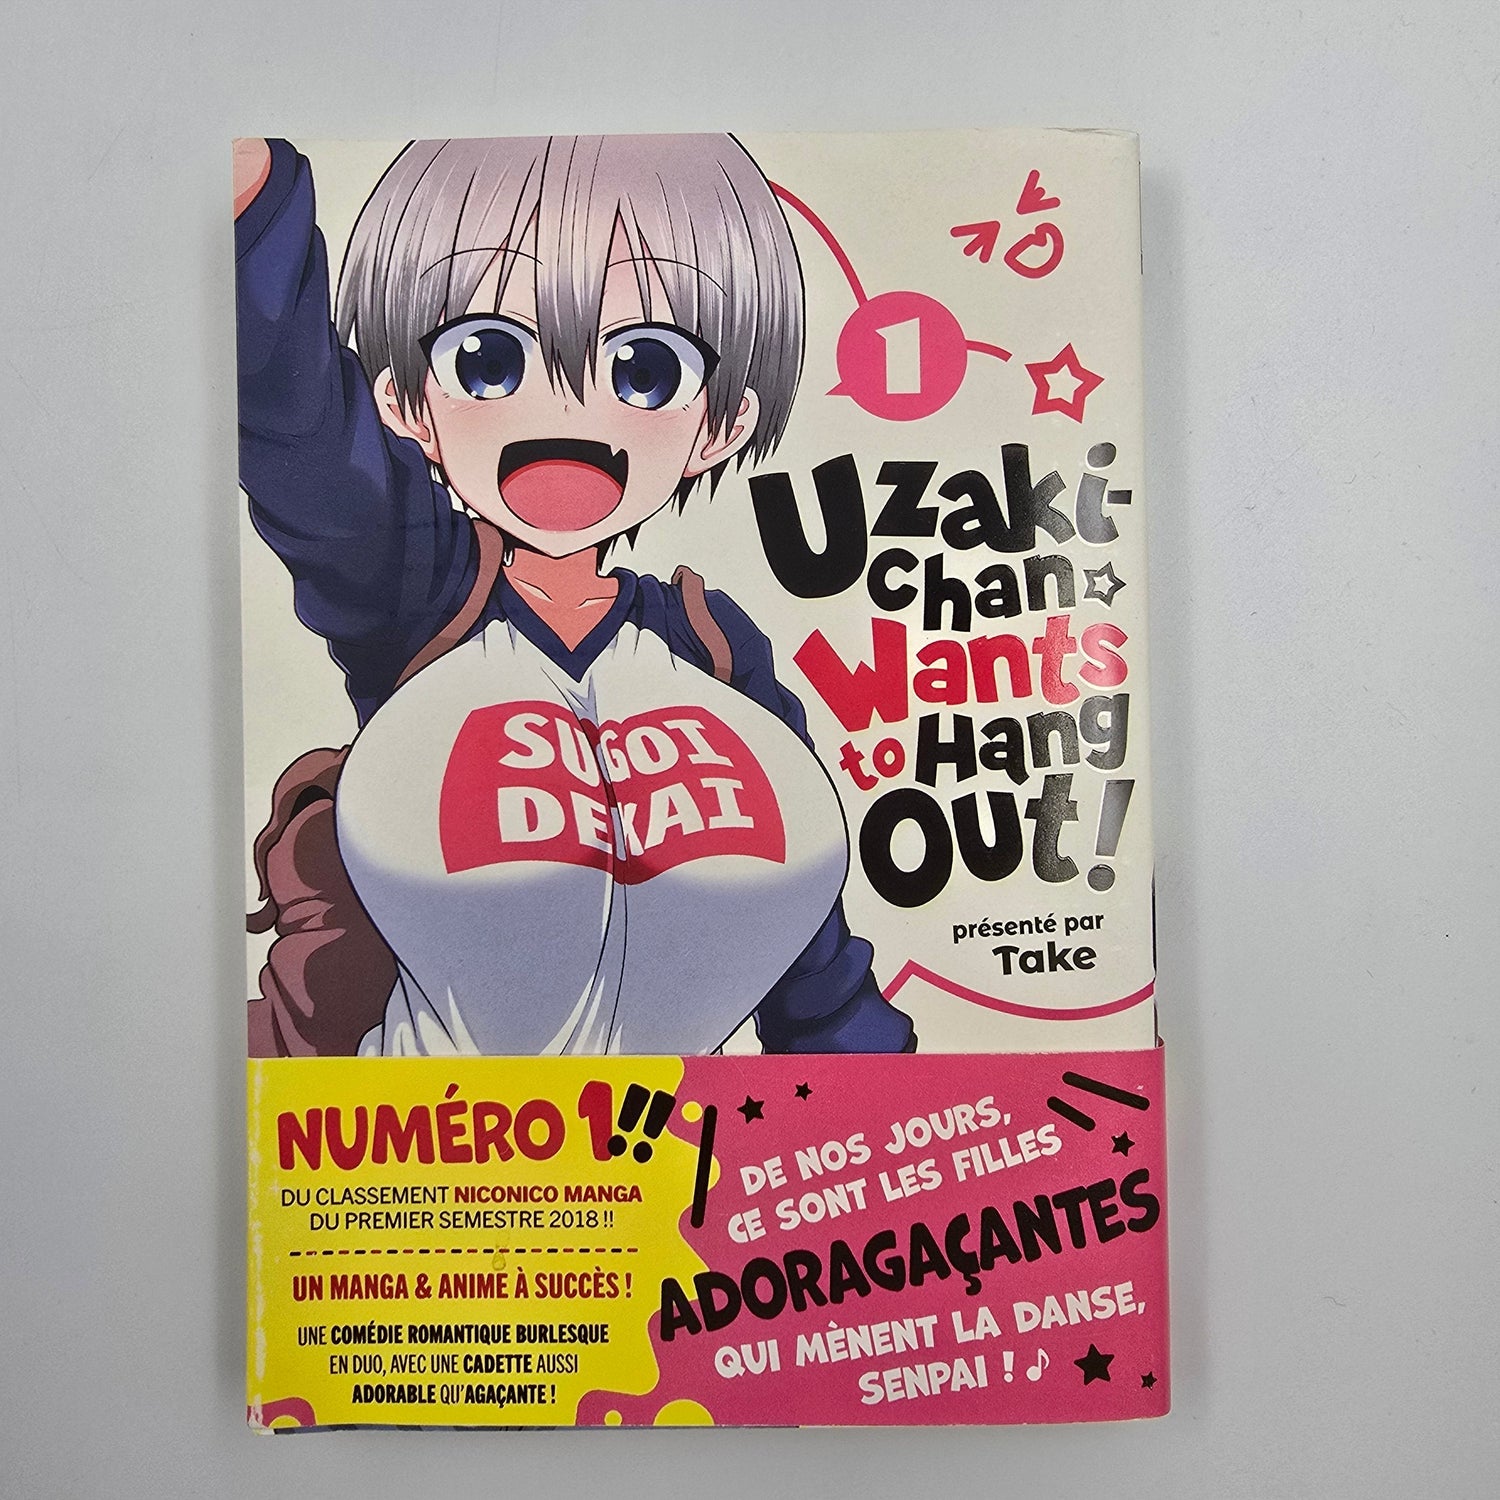 1
Uzaki-
chan
Wants
to Hang
Out!
présenté par
Take
SUGOI
DEKAI
NUMÉRO 1!!
DU CLASSEMENT NICONICO MANGA
DU PREMIER SEMESTRE 2018 !!
UN MANGA & ANIME À SUCCÈS !
UNE COMÉDIE ROMANTIQUE BURLESQUE
EN DUO, AVEC UNE CADETTE AUSSI
ADORABLE QU'AGAÇANTE !
DE NOS JOURS,
CE SONT LES FILLES
ADORAGAÇANTES
QUI MÈNENT LA DANSE,
SENPAI ! ♪